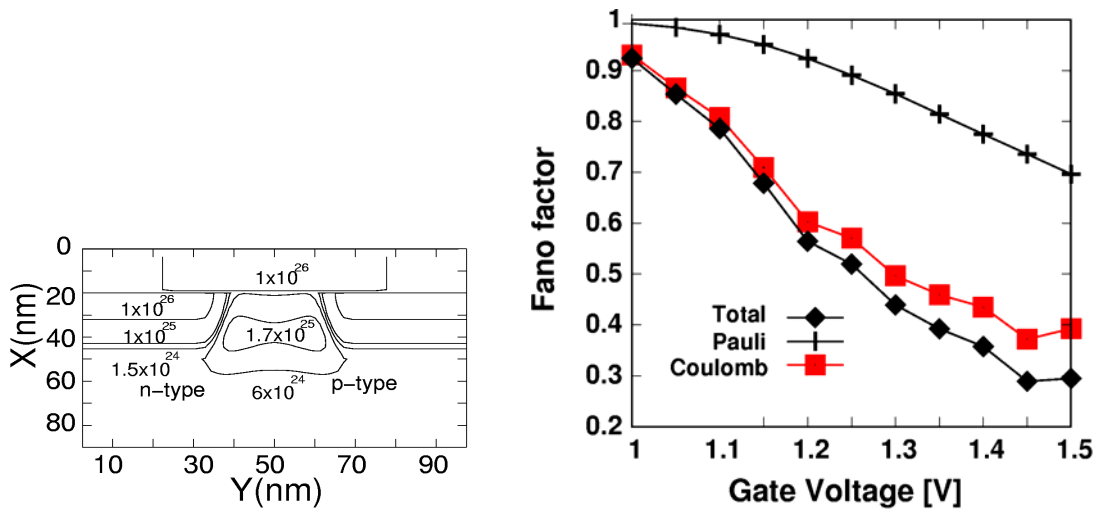 0
20
40
60
80
X(nm)
1x10^26
1x10^26
1x10^25
1.7x10^25
1.5x10^24
n-type
6x10^24
p-type
10
30
50
70
90
Y(nm)
1
0.9
0.8
0.7
0.6
0.5
0.4
0.3
0.2
Fano factor
Total
Pauli
Coulomb
1
1.1
1.2
1.3
1.4
1.5
Gate Voltage [V]